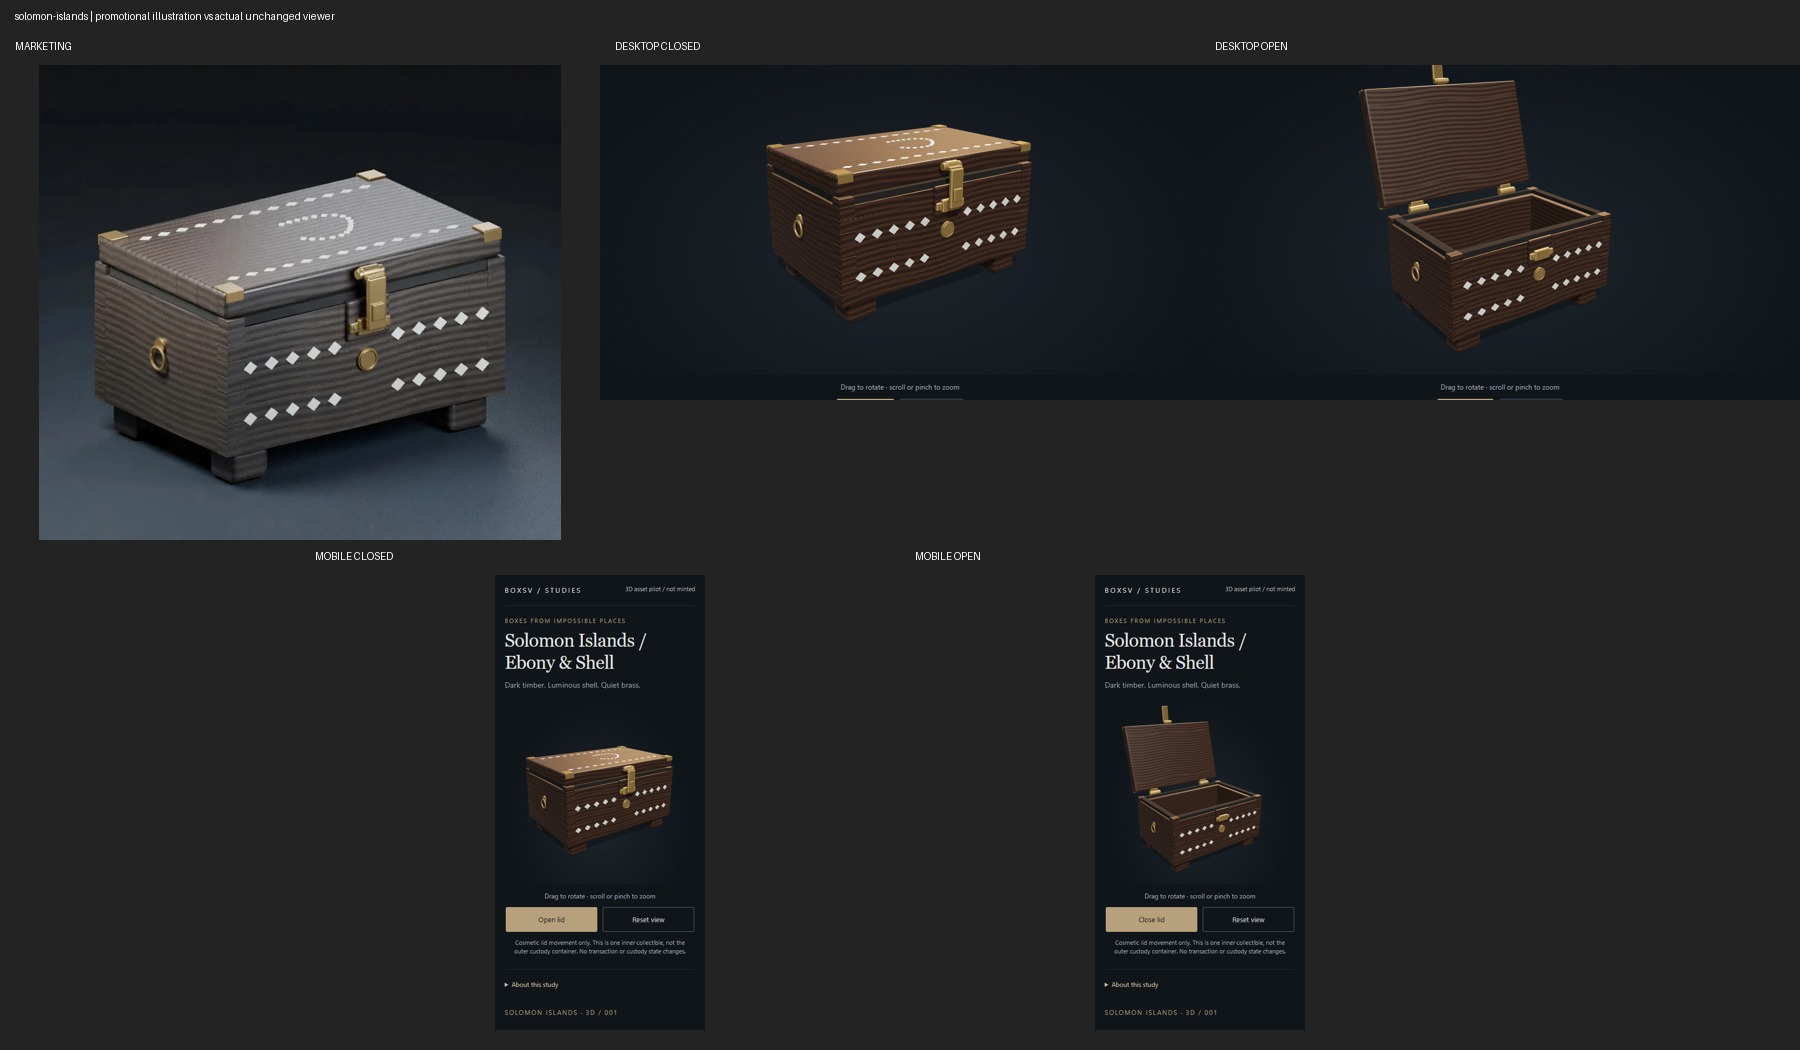 solomon-islands | promotional illustration vs actual unchanged viewer
MARKETING
DESKTOP CLOSED
DESKTOP OPEN
Drag to rotate · scroll or pinch to zoom
Drag to rotate · scroll or pinch to zoom
MOBILE CLOSED
MOBILE OPEN
BOXSV / STUDIES
3D asset pilot / not minted
BOXES FROM IMPOSSIBLE PLACES
Solomon Islands /
Ebony & Shell
Dark timber. Luminous shell. Quiet brass.
Drag to rotate · scroll or pinch to zoom
Open lid
Reset view
Cosmetic lid movement only. This is one inner collectible, not the
outer custody container. No transaction or custody state changes.
▶ About this study
SOLOMON ISLANDS · 3D / 001
BOXSV / STUDIES
3D asset pilot / not minted
BOXES FROM IMPOSSIBLE PLACES
Solomon Islands /
Ebony & Shell
Dark timber. Luminous shell. Quiet brass.
Drag to rotate · scroll or pinch to zoom
Close lid
Reset view
Cosmetic lid movement only. This is one inner collectible, not the
outer custody container. No transaction or custody state changes.
▶ About this study
SOLOMON ISLANDS · 3D / 001